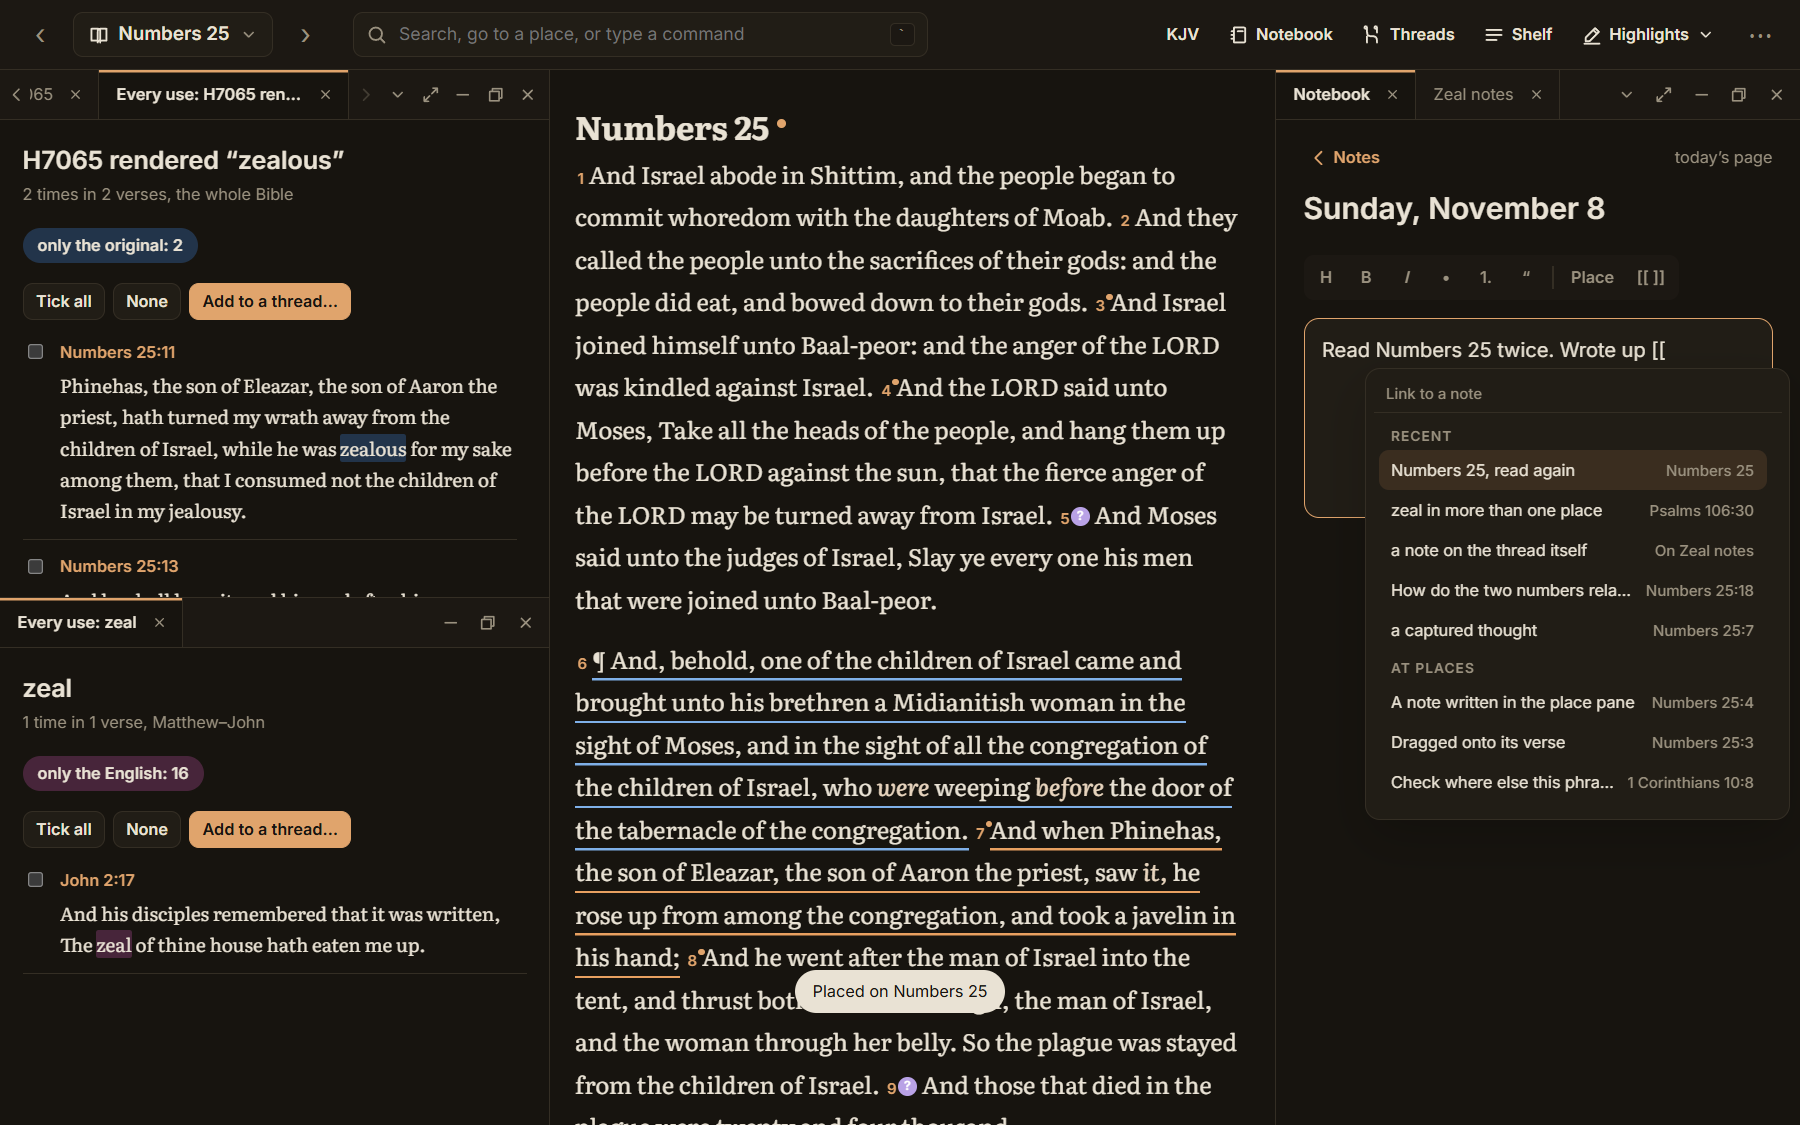 Numbers 25
Search, go to a place, or type a command
`
KJV
Notebook
Threads
Shelf
Highlights
065
Every use: H7065 ren...
H7065 rendered “zealous”
2 times in 2 verses, the whole Bible
only the original: 2
Tick all
None
Add to a thread...
Numbers 25:11
Phinehas, the son of Eleazar, the son of Aaron the
priest, hath turned my wrath away from the
children of Israel, while he was zealous for my sake
among them, that I consumed not the children of
Israel in my jealousy.
Numbers 25:13
Every use: zeal
zeal
1 time in 1 verse, Matthew–John
only the English: 16
Tick all
None
Add to a thread...
John 2:17
And his disciples remembered that it was written,
The zeal of thine house hath eaten me up.
Numbers 25
1 And Israel abode in Shittim, and the people began to
commit whoredom with the daughters of Moab. 2 And they
called the people unto the sacrifices of their gods: and the
people did eat, and bowed down to their gods. 3 And Israel
joined himself unto Baal-peor: and the anger of the LORD
was kindled against Israel. 4 And the LORD said unto
Moses, Take all the heads of the people, and hang them up
before the LORD against the sun, that the fierce anger of
the LORD may be turned away from Israel. 5 ? And Moses
said unto the judges of Israel, Slay ye every one his men
that were joined unto Baal-peor.
6 ¶ And, behold, one of the children of Israel came and
brought unto his brethren a Midianitish woman in the
sight of Moses, and in the sight of all the congregation of
the children of Israel, who were weeping before the door of
the tabernacle of the congregation. 7 And when Phinehas,
the son of Eleazar, the son of Aaron the priest, saw it, he
rose up from among the congregation, and took a javelin in
his hand; 8 And he went after the man of Israel into the
tent, and thrust , the man of Israel,
Placed on Numbers 25
and the woman through her belly. So the plague was stayed
from the children of Israel. 9 ? And those that died in the
plague were twenty and four thousand.
Notebook
Zeal notes
Notes
today’s page
Sunday, November 8
H B I • 1. “ Place [[ ]]
Read Numbers 25 twice. Wrote up [[
Link to a note
RECENT
Numbers 25, read again Numbers 25
zeal in more than one place Psalms 106:30
a note on the thread itself On Zeal notes
How do the two numbers rela... Numbers 25:18
a captured thought Numbers 25:7
AT PLACES
A note written in the place pane Numbers 25:4
Dragged onto its verse Numbers 25:3
Check where else this phra... 1 Corinthians 10:8